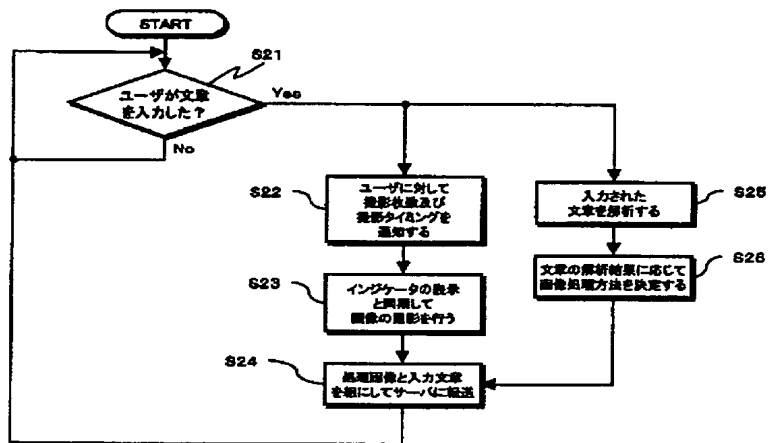 START
S21
ユーザが文章
を入力した？
Yes
No
S22
ユーザに対して
撮影枚数及び
撮影タイミングを
通知する
S23
インジケータの表示
と同期して
画像の撮影を行う
S24
処理画像と入力文章
を組にしてサーバに転送
S25
入力された
文章を解析する
S26
文章の解析結果に応じて
画像処理方法を決定する